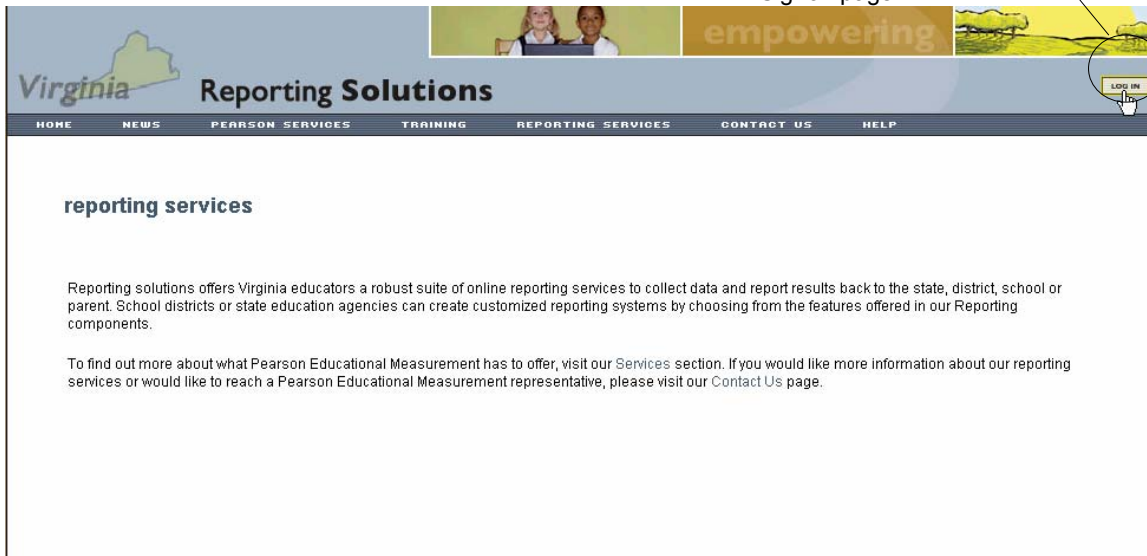 empowering
Virginia
Reporting Solutions
LOG IN
HOME NEWS PEARSON SERVICES TRAINING REPORTING SERVICES CONTACT US HELP
reporting services
Reporting solutions offers Virginia educators a robust suite of online reporting services to collect data and report results back to the state, district, school or
parent. School districts or state education agencies can create customized reporting systems by choosing from the features offered in our Reporting
components.
To find out more about what Pearson Educational Measurement has to offer, visit our Services section. If you would like more information about our reporting
services or would like to reach a Pearson Educational Measurement representative, please visit our Contact Us page.